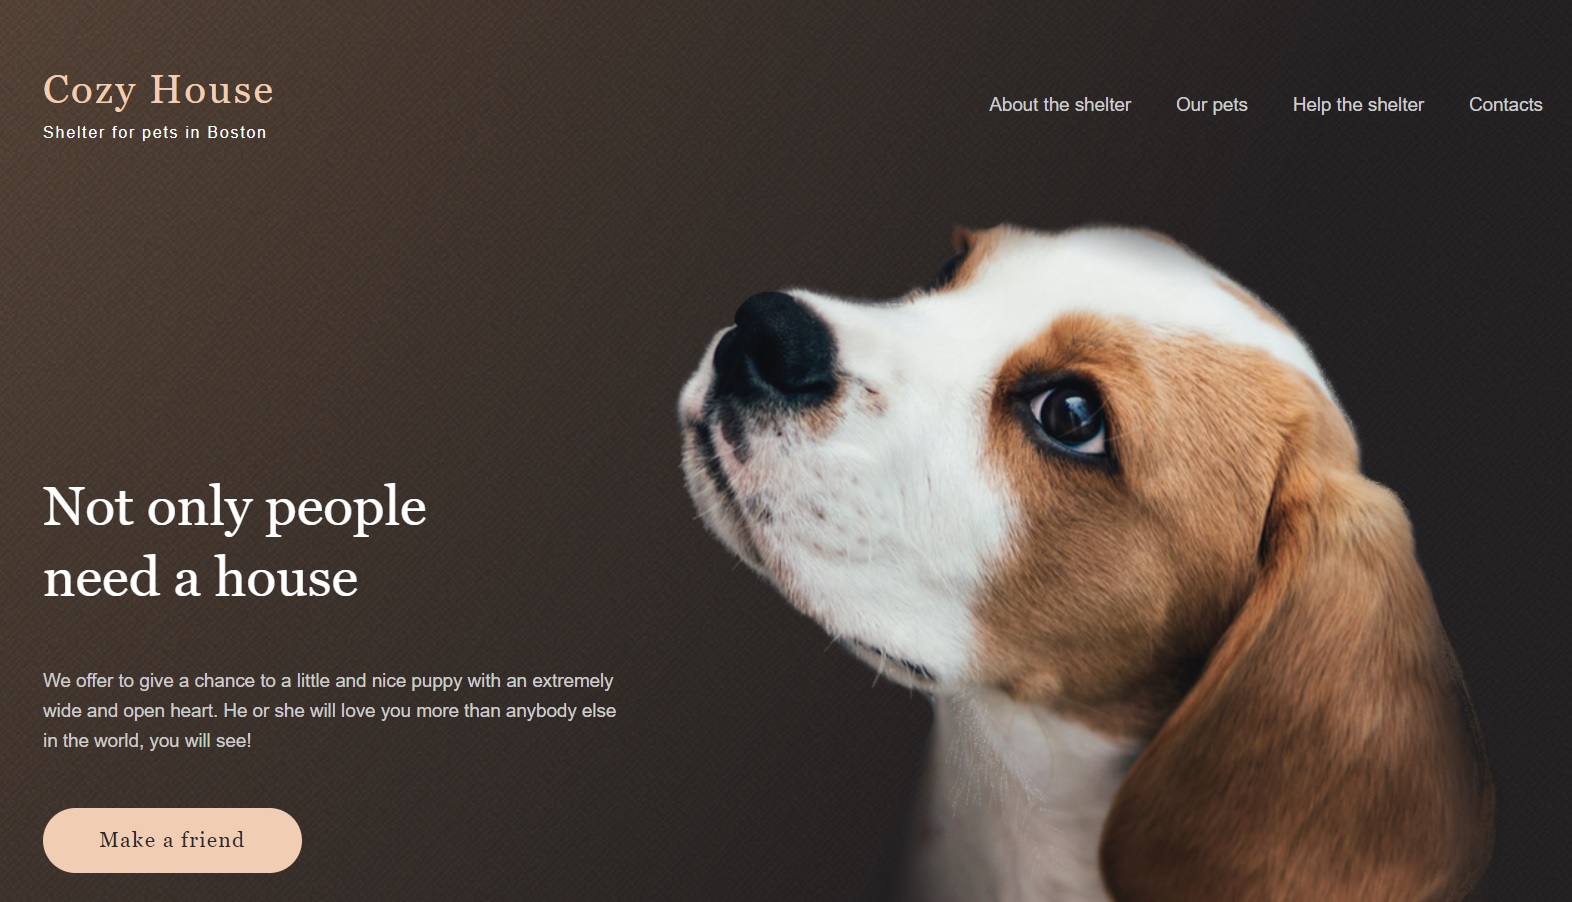 Cozy House
Shelter for pets in Boston
About the shelter
Our pets
Help the shelter
Contacts
Not only people
need a house
We offer to give a chance to a little and nice puppy with an extremely
wide and open heart. He or she will love you more than anybody else
in the world, you will see!
Make a friend